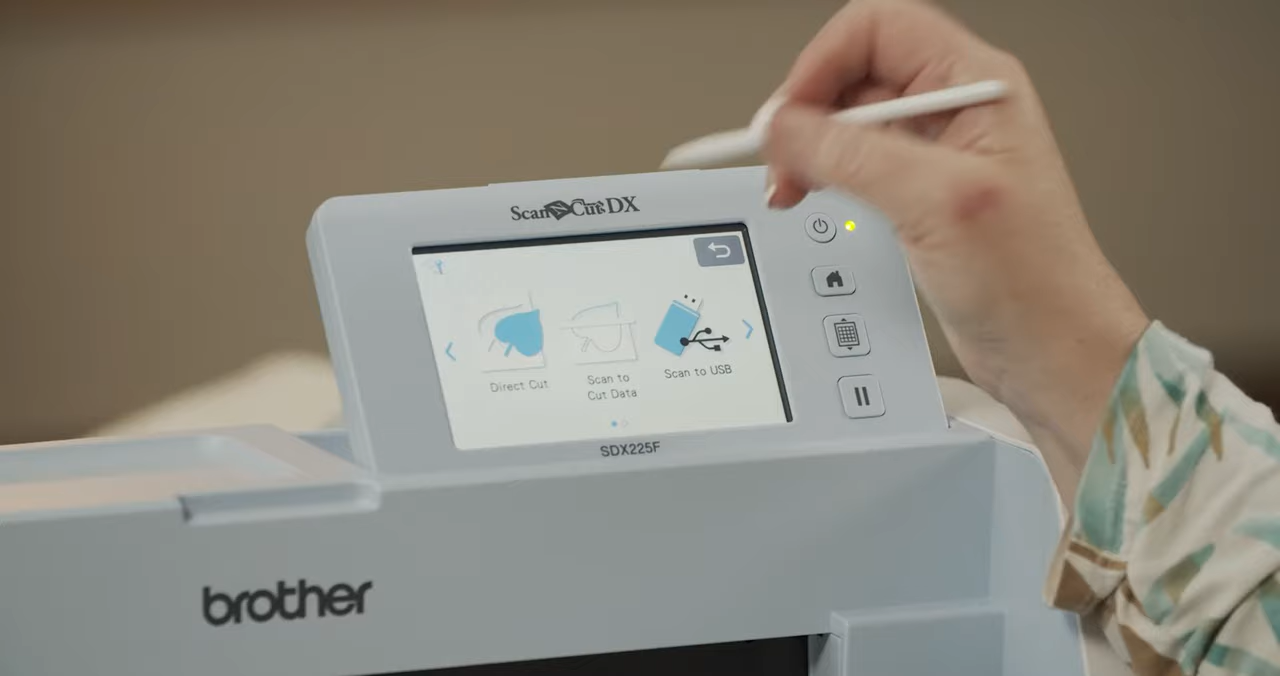 ScanNCut DX
Direct Cut
Scan to
Cut Data
Scan to USB
SDX225F
brother